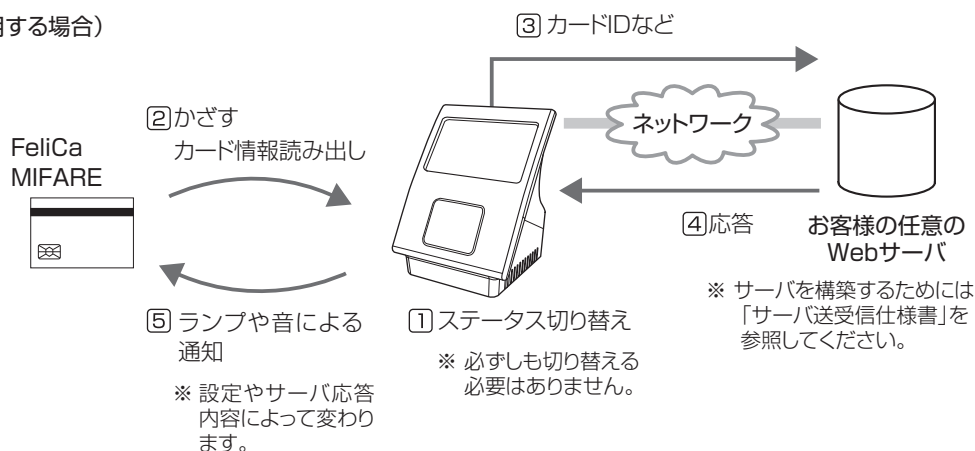 用する場合）
③カードIDなど
②かざす
カード情報読み出し
FeliCa
MIFARE
ネットワーク
④応答
お客様の任意の
Webサーバ
※ サーバを構築するためには
「サーバ送受信仕様書」を
参照してください。
⑤ランプや音による
通知
※ 設定やサーバ応答
内容によって変わり
ます。
①ステータス切り替え
※ 必ずしも切り替える
必要はありません。